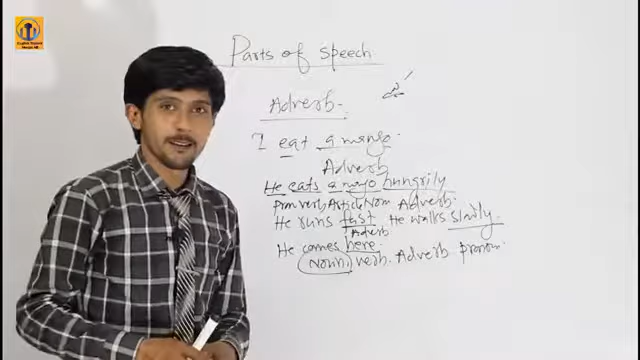 Parts of speech
Adverb-
I eat a mango.
Adverb
He eats a mango hungrily
Pro verb Article Noun Adverb.
He runs fast He walks slowly.
Adverb
He comes here.
Noun, verb. Adverb pronoun.